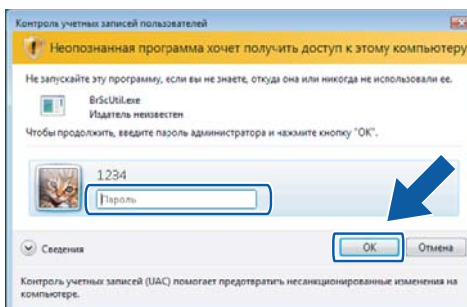 Контроль учетных записей пользователей
Неопознанная программа хочет получить доступ к этому компьютеру
Не запускайте эту программу, если вы не знаете, откуда она или никогда не использовали ее.
BrScUtil.exe
Издатель неизвестен
Чтобы продолжить, введите пароль администратора и нажмите кнопку "ОК".
1234
Пароль
Сведения
ОК
Отмена
Контроль учетных записей (UAC) помогает предотвратить несанкционированные изменения на
компьютере.